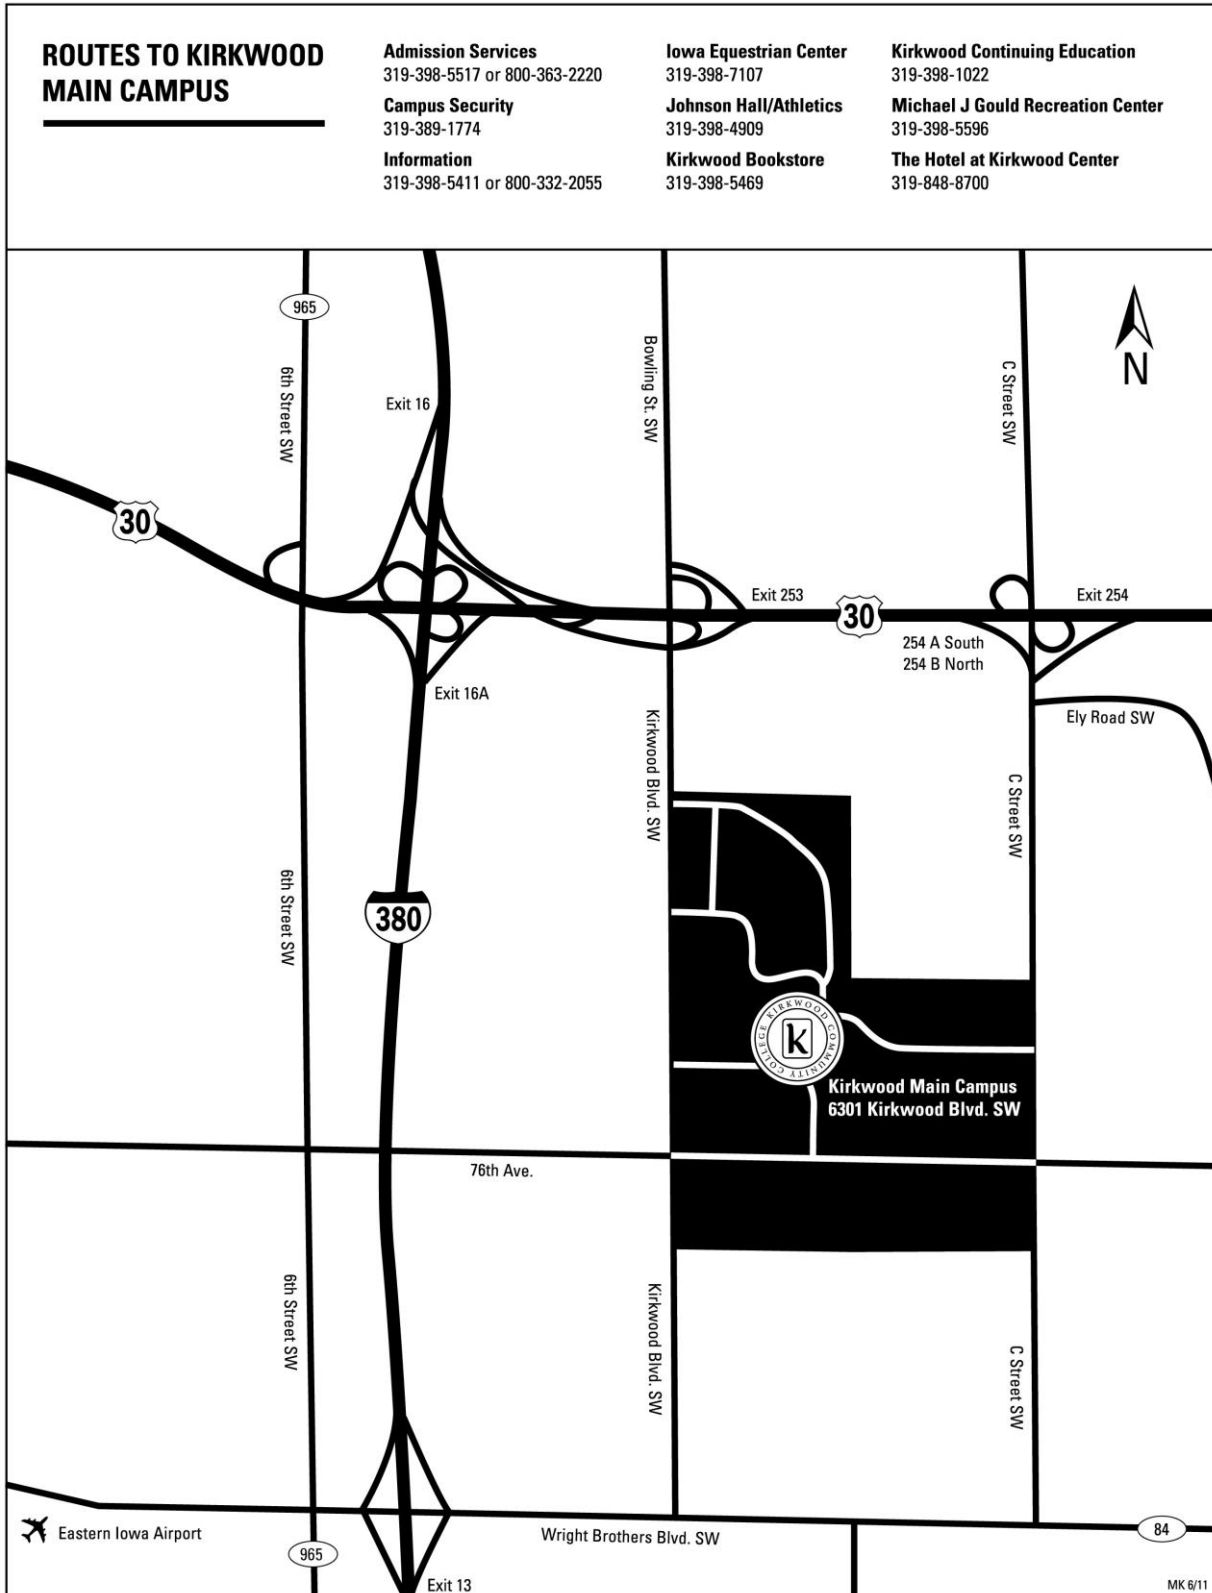 ROUTES TO KIRKWOOD
MAIN CAMPUS
Admission Services
319-398-5517 or 800-363-2220
Campus Security
319-389-1774
Information
319-398-5411 or 800-332-2055
Iowa Equestrian Center
319-398-7107
Johnson Hall/Athletics
319-398-4909
Kirkwood Bookstore
319-398-5469
Kirkwood Continuing Education
319-398-1022
Michael J Gould Recreation Center
319-398-5596
The Hotel at Kirkwood Center
319-848-8700
965
6th Street SW
Exit 16
Bowling St. SW
C Street SW
N
30
Exit 253
30
Exit 254
254 A South
254 B North
Exit 16A
Kirkwood Blvd. SW
Ely Road SW
C Street SW
6th Street SW
380
KIRKWOOD COMMUNITY COLLEGE
k
Kirkwood Main Campus
6301 Kirkwood Blvd. SW
76th Ave.
6th Street SW
Kirkwood Blvd. SW
C Street SW
Eastern Iowa Airport
965
Wright Brothers Blvd. SW
84
Exit 13
MK 6/11